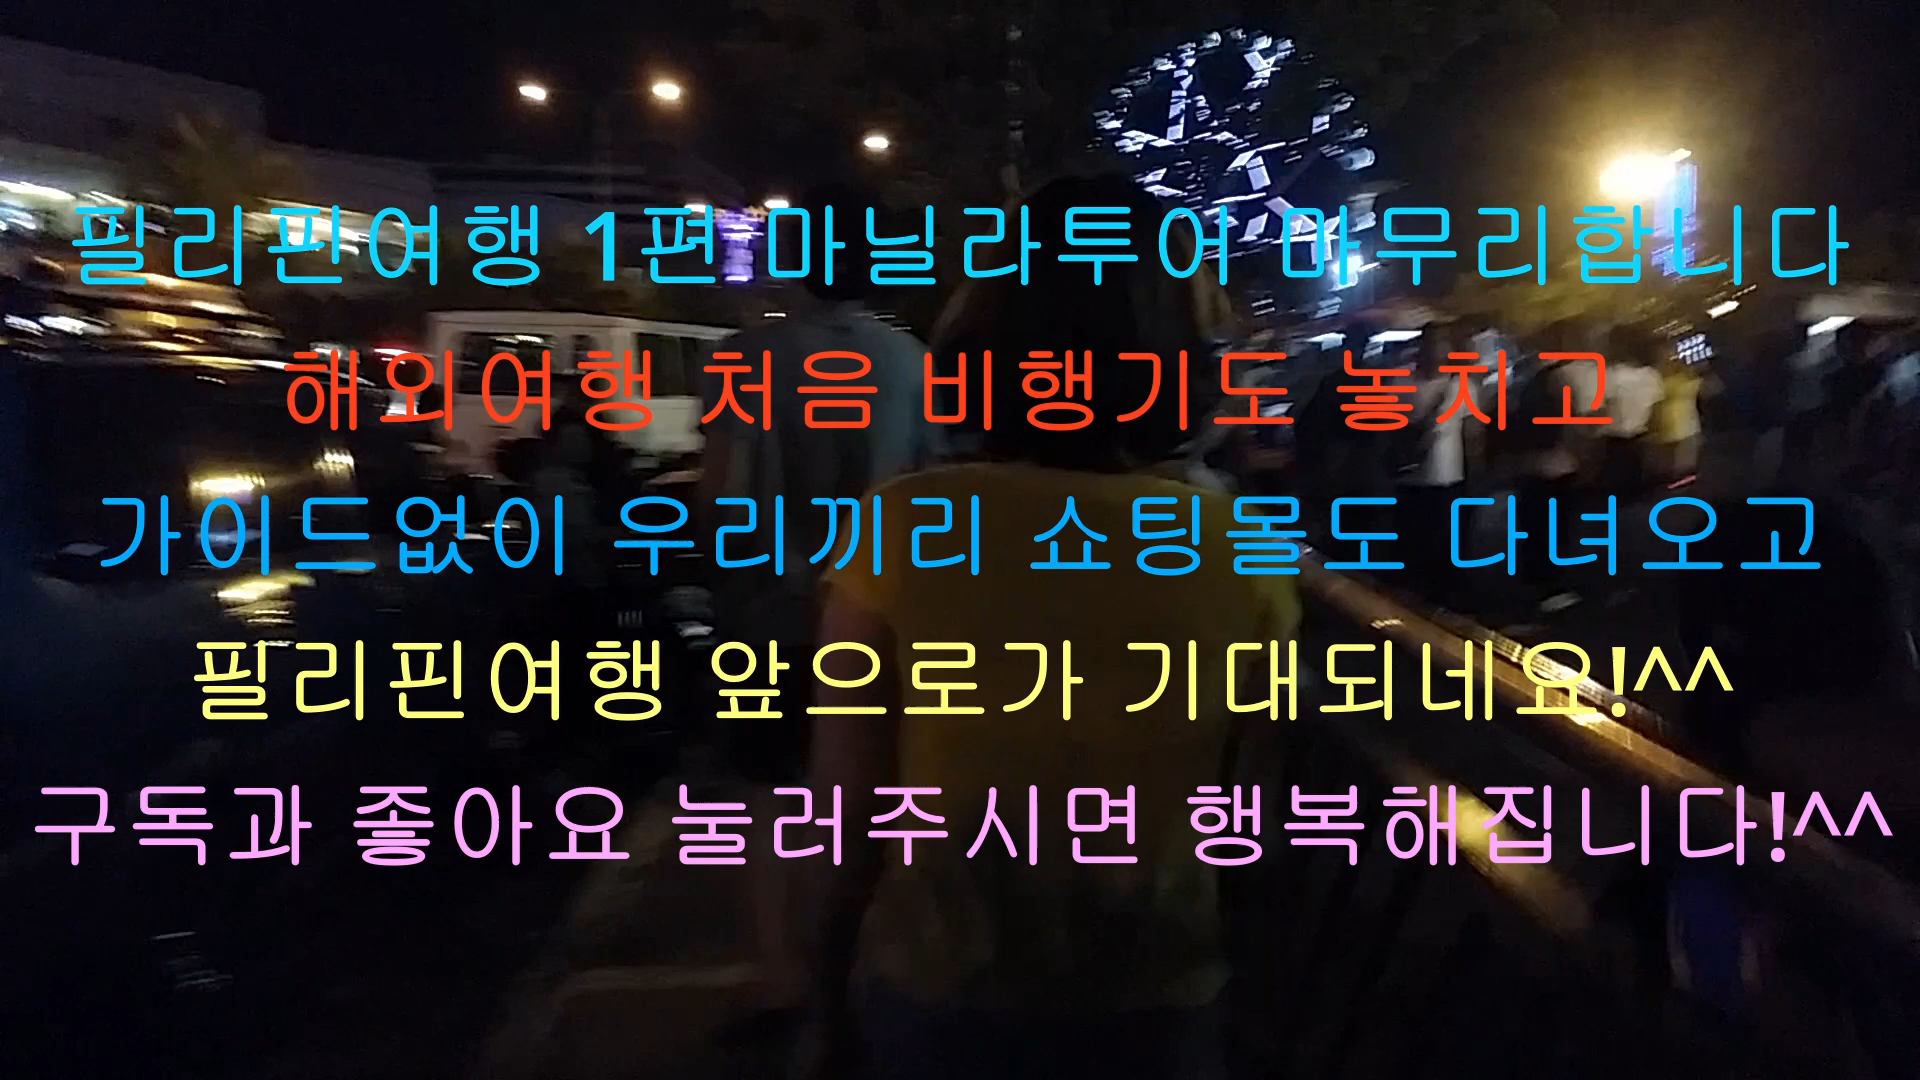 필리핀여행 1편 마닐라투어 마무리합니다
해외여행 처음 비행기도 놓치고
가이드없이 우리끼리 쇼팅몰도 다녀오고
필리핀여행 앞으로가 기대되네요!^^
구독과 좋아요 눌러주시면 행복해집니다!^^